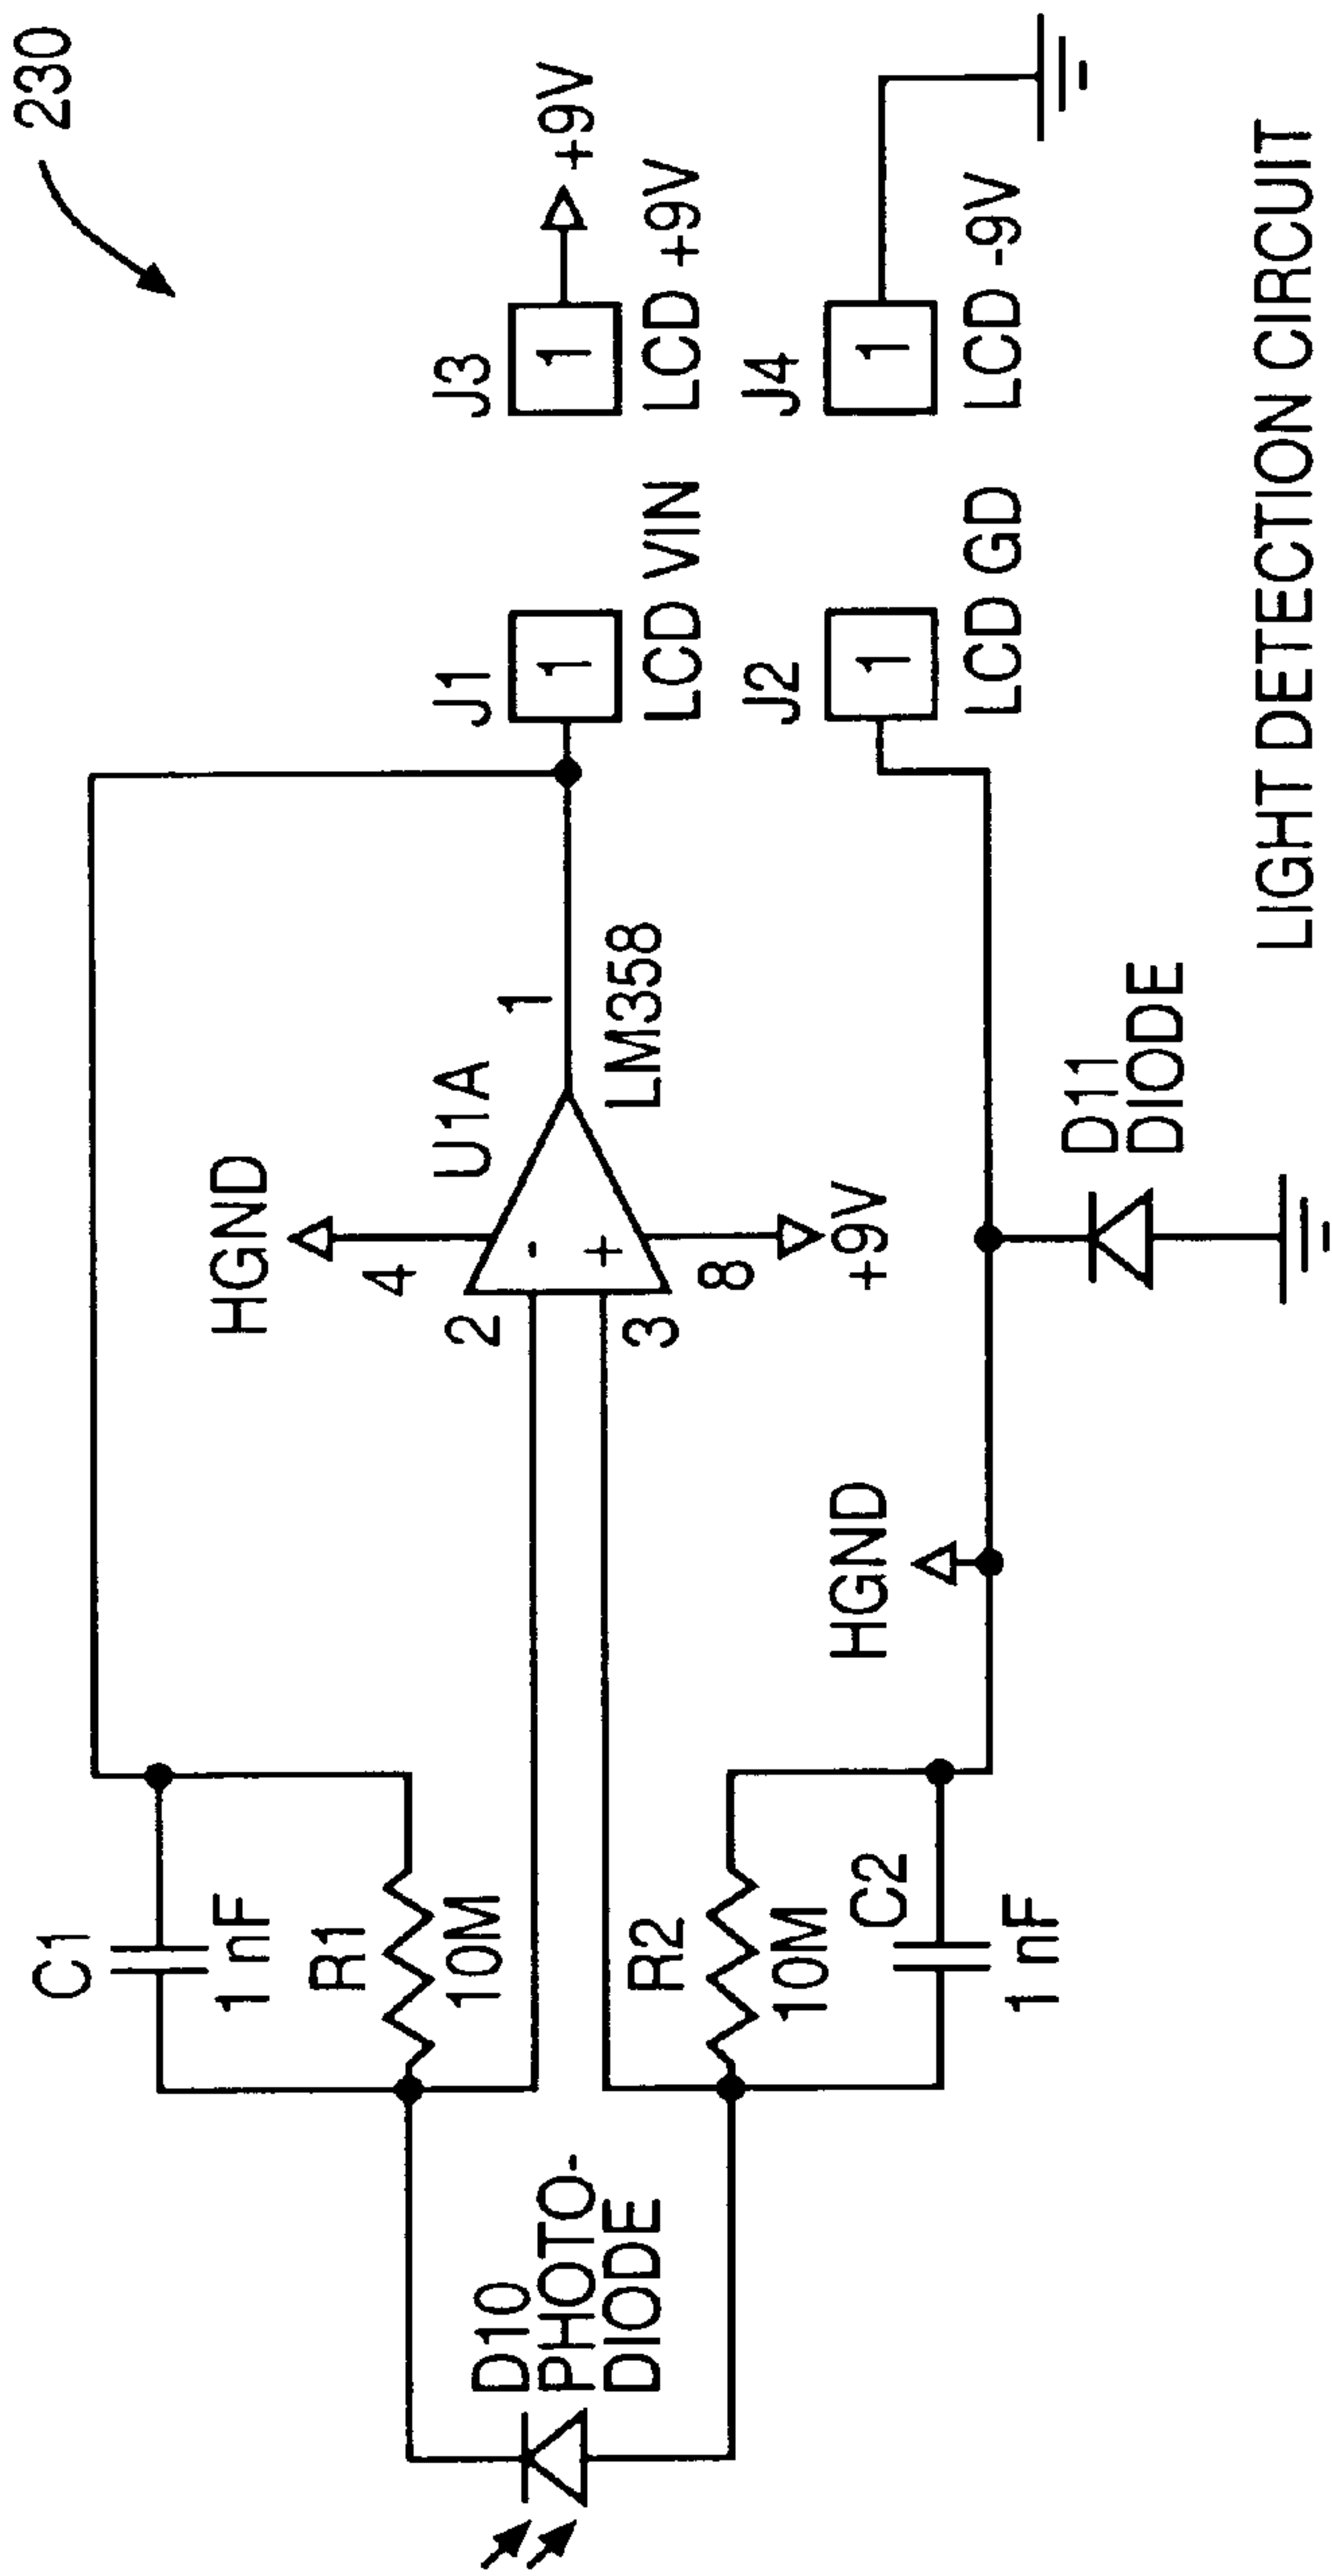 230
C1
1 nF
R1
10M
HGND
4
U1A
2
-
1
J1
1
LCD VIN
J3
1
+9V
LCD +9V
D10
PHOTO-
DIODE
+
3
8
LM358
+9V
R2
10M
C2
1 nF
HGND
J2
1
LCD GD
J4
1
LCD -9V
D11
DIODE
LIGHT DETECTION CIRCUIT